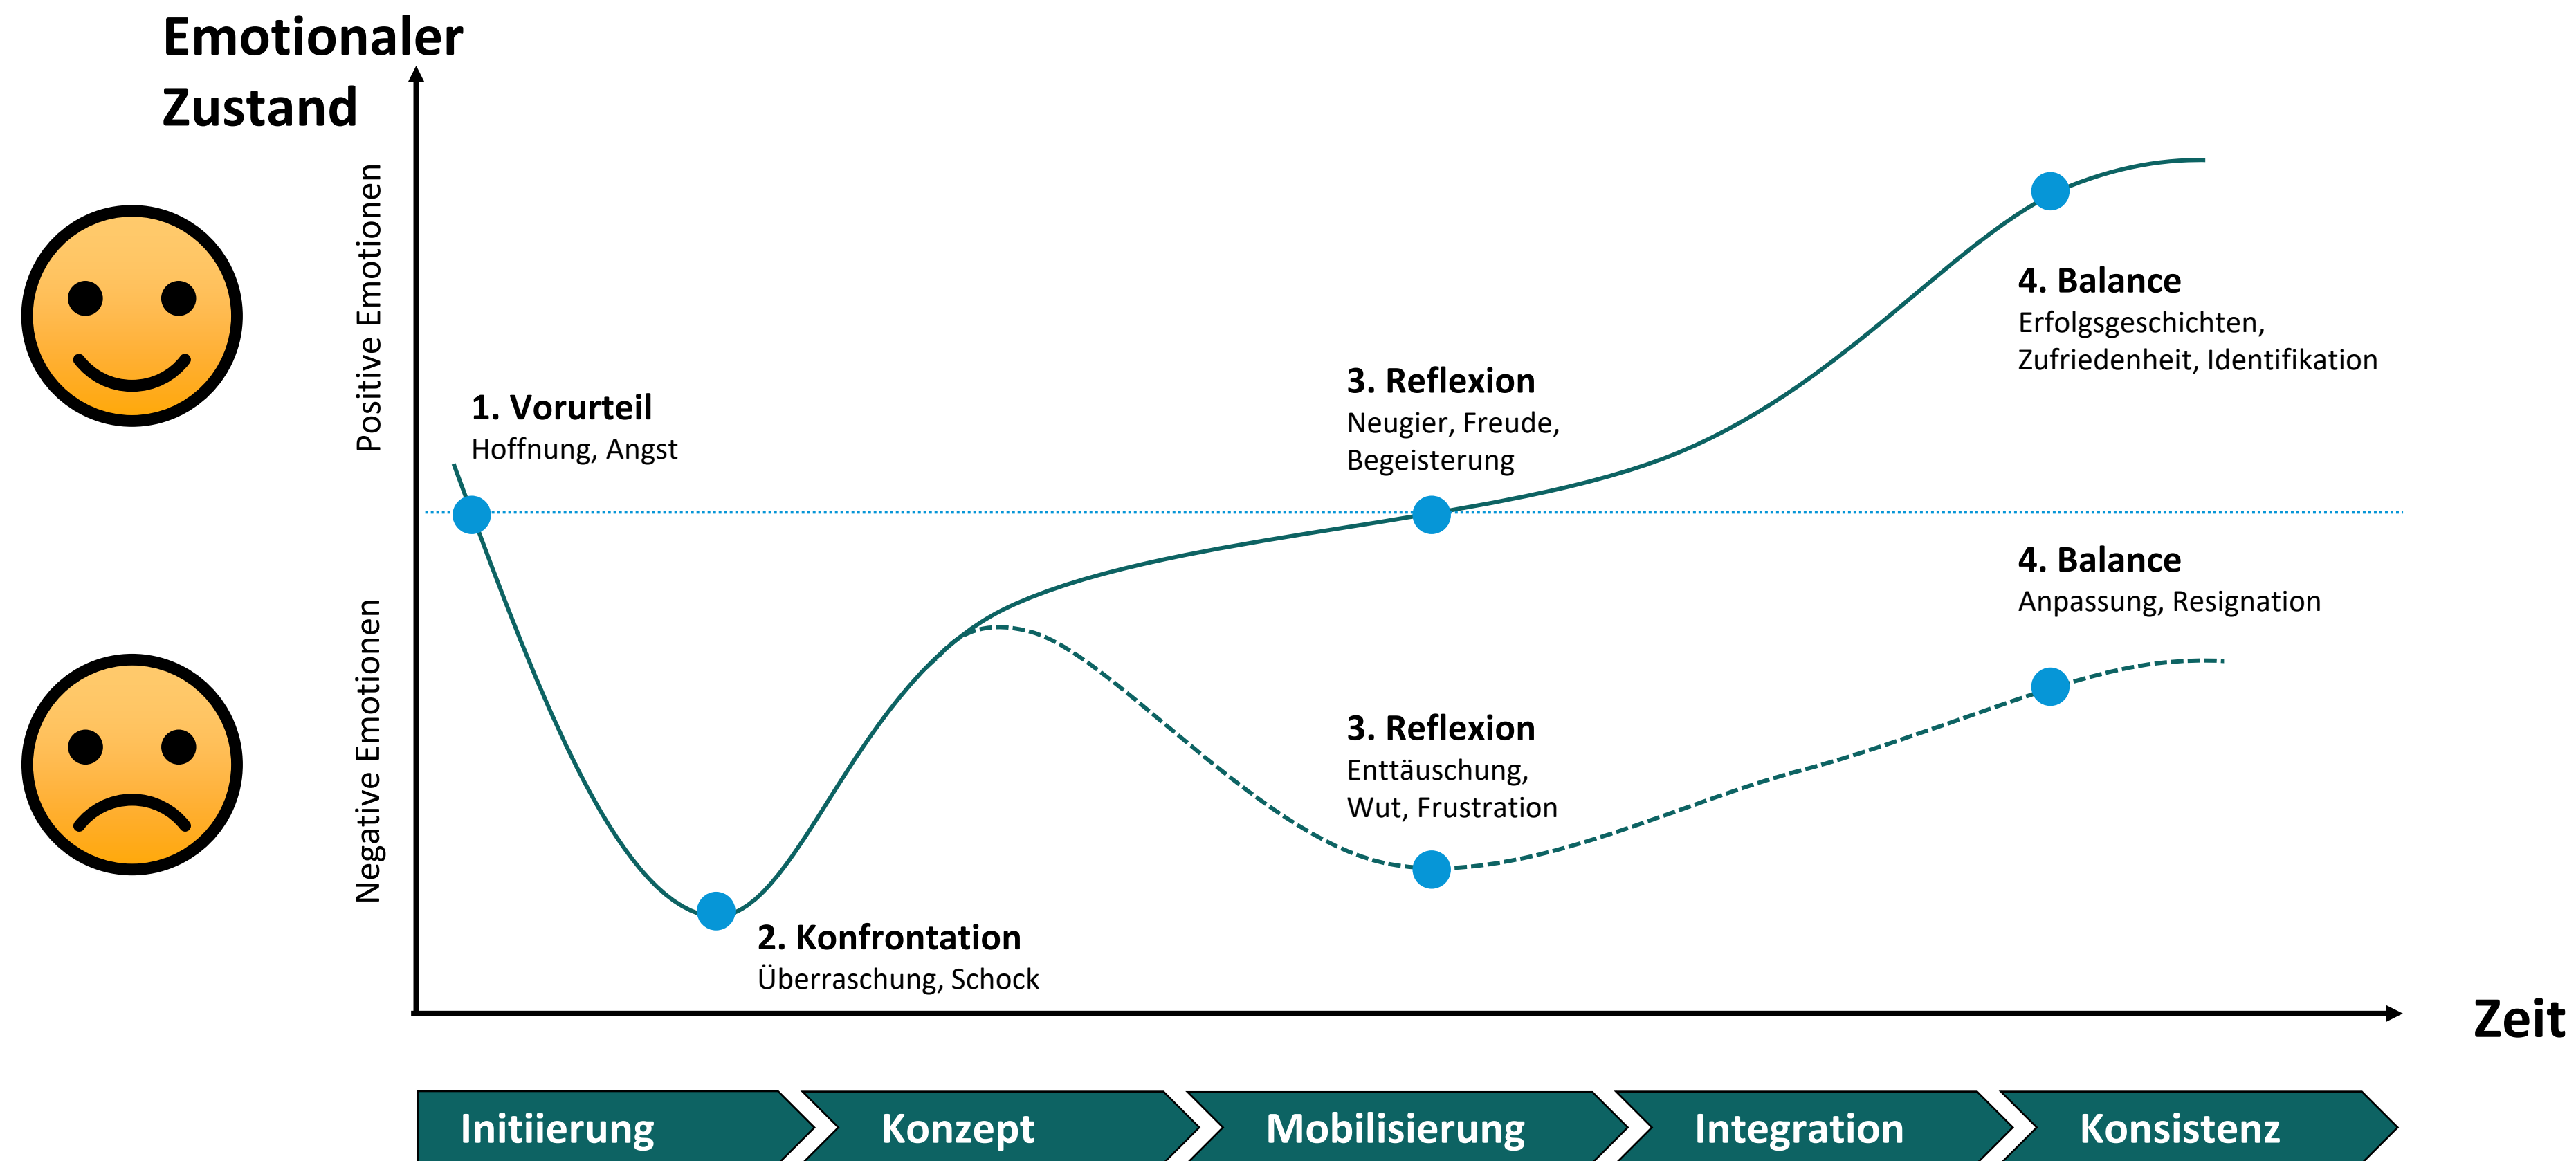 Emotionaler
Zustand
Positive Emotionen
Negative Emotionen
1. Vorurteil
Hoffnung, Angst
2. Konfrontation
Überraschung, Schock
3. Reflexion
Neugier, Freude,
Begeisterung
3. Reflexion
Enttäuschung,
Wut, Frustration
4. Balance
Erfolgsgeschichten,
Zufriedenheit, Identifikation
4. Balance
Anpassung, Resignation
Zeit
Initiierung
Konzept
Mobilisierung
Integration
Konsistenz